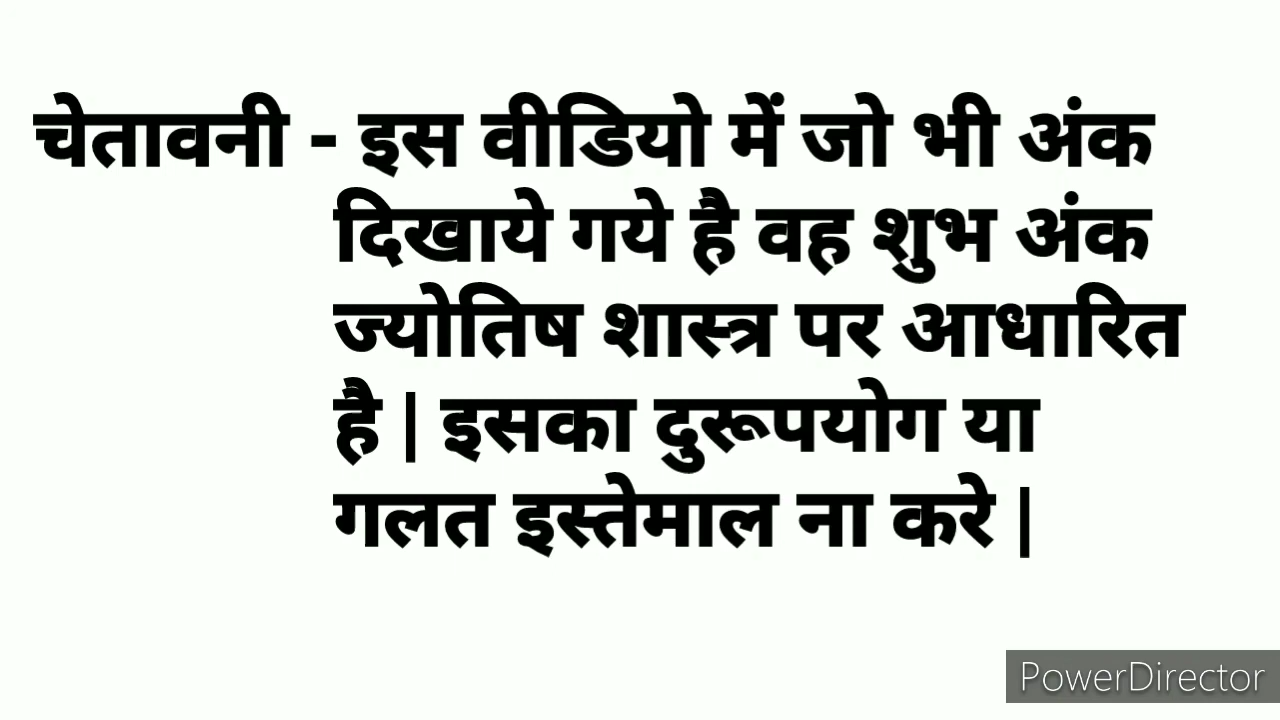 चेतावनी - इस वीडियो में जो भी अंक
दिखाये गये है वह शुभ अंक
ज्योतिष शास्त्र पर आधारित
है | इसका दुरूपयोग या
गलत इस्तेमाल ना करे |
PowerDirector